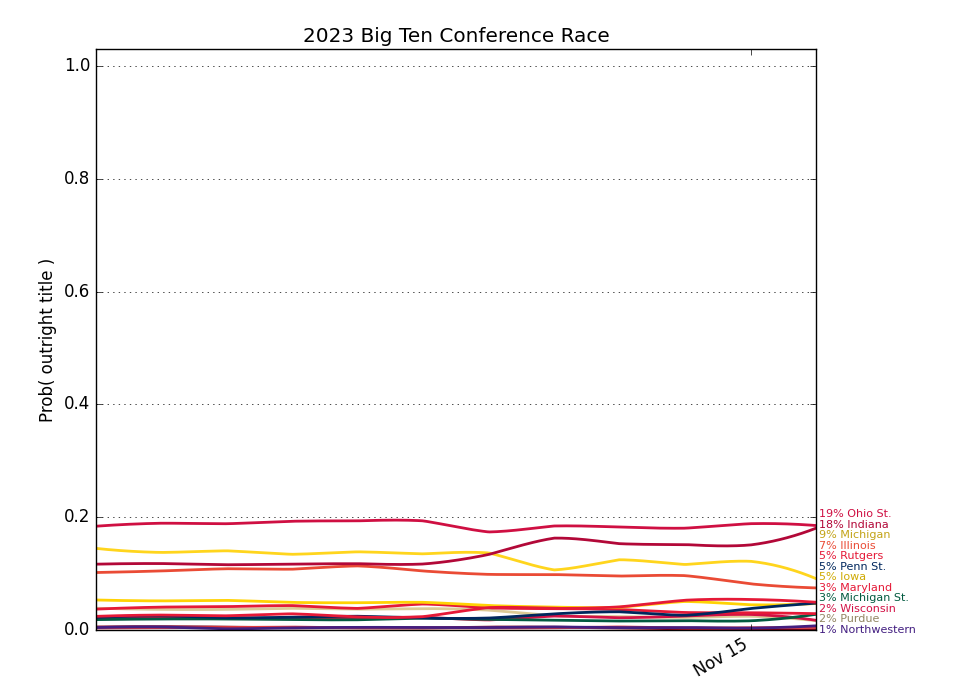 2023 Big Ten Conference Race
1.0
0.8
0.6
0.4
0.2
0.0
Prob( outright title )
Nov 15
19% Ohio St.
18% Indiana
9% Michigan
7% Illinois
5% Rutgers
5% Penn St.
5% Iowa
3% Maryland
3% Michigan St.
2% Wisconsin
2% Purdue
1% Northwestern